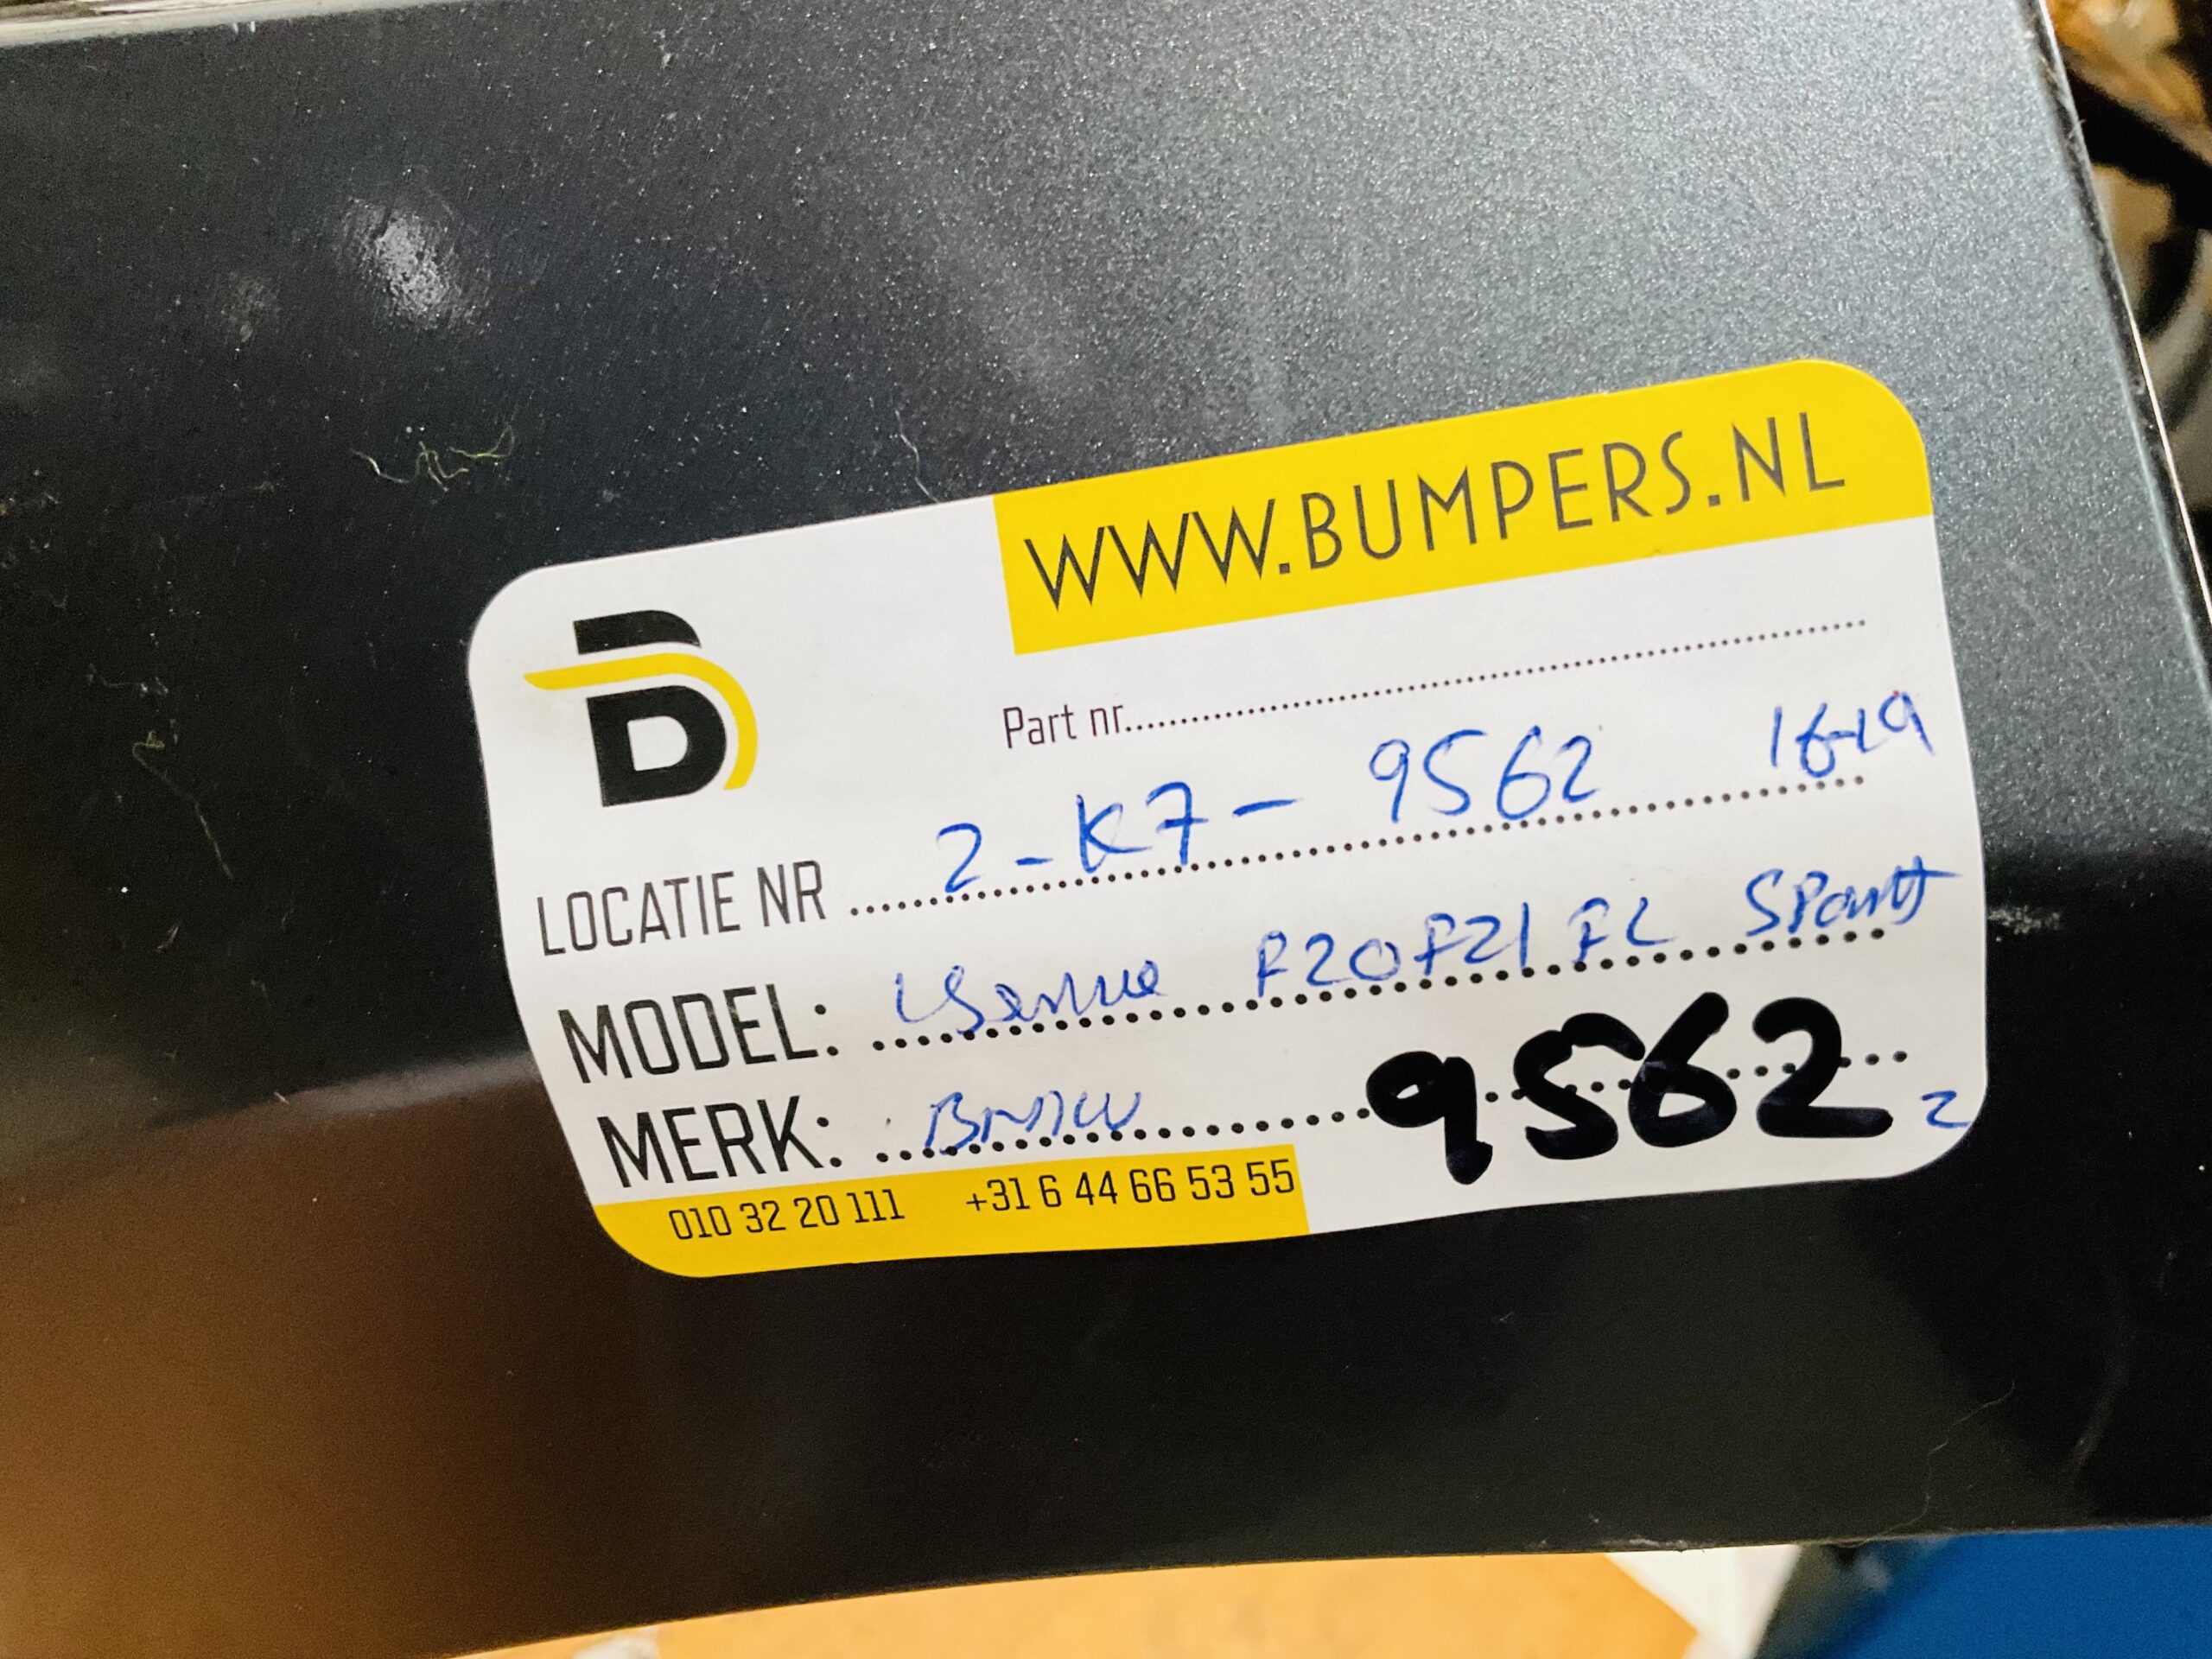 WWW.BUMPERS.NL
B
Part nr....................
LOCATIE NR 2-K7-9562 16-19
MODEL: 1Serie F20F21 FL Sport
MERK: BMW 9562 2
010 32 20 111 +31 6 44 66 53 55